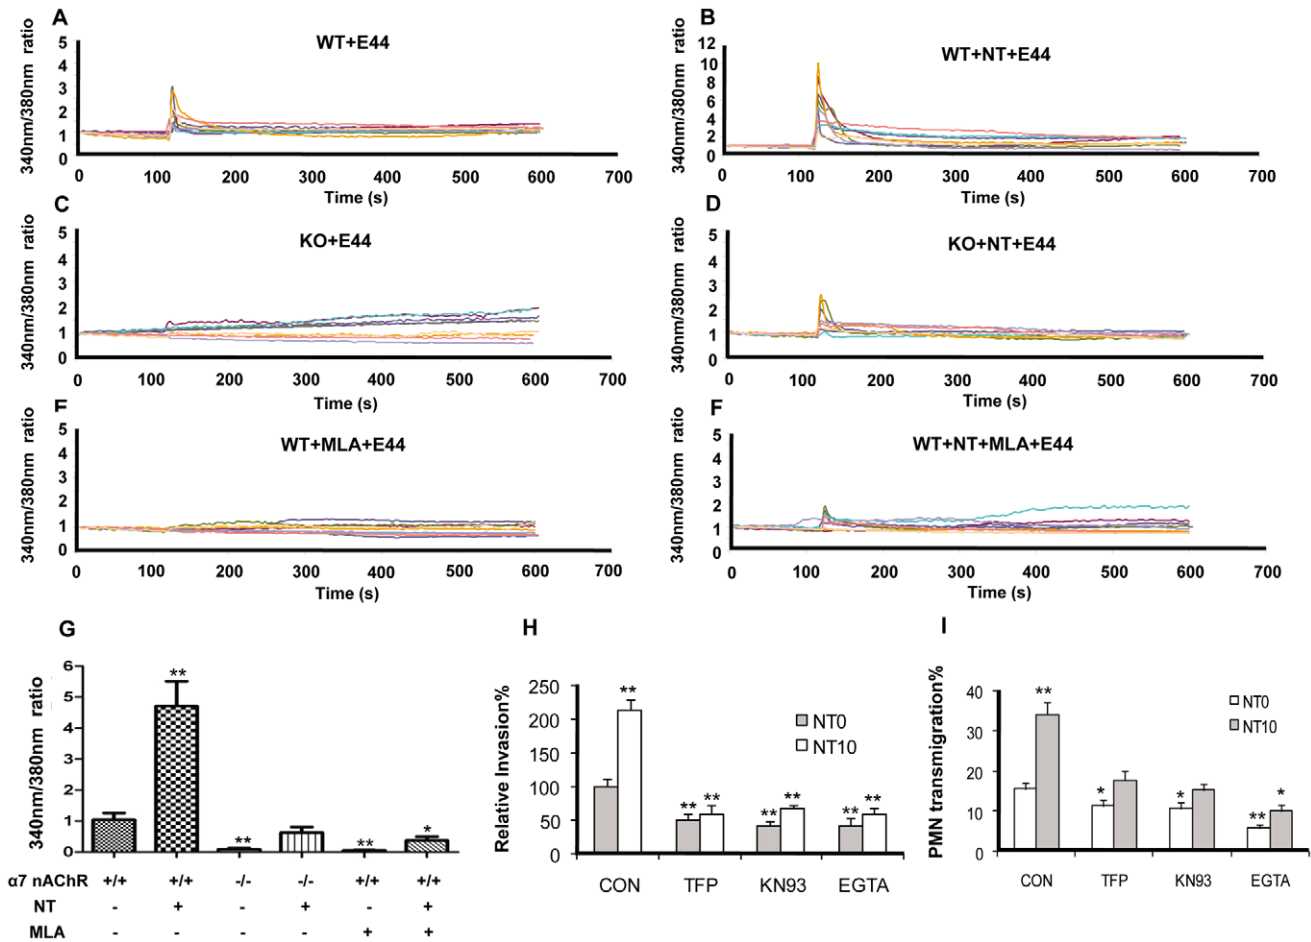 A
WT+E44
340nm/380nm ratio
5
4
3
2
1
0
0 100 200 300 400 500 600 700
Time (s)
B
WT+NT+E44
340nm/380nm ratio
12
10
8
6
4
2
0
0 100 200 300 400 500 600 700
Time (s)
C
KO+E44
340nm/380nm ratio
5
4
3
2
1
0
0 100 200 300 400 500 600 700
Time (s)
D
KO+NT+E44
340nm/380nm ratio
5
4
3
2
1
0
0 100 200 300 400 500 600 700
Time (s)
WT+MLA+E44
340nm/380nm ratio
5
4
3
2
1
0
0 100 200 300 400 500 600 700
Time (s)
F
WT+NT+MLA+E44
340nm/380nm ratio
5
4
3
2
1
0
0 100 200 300 400 500 600 700
Time (s)
G
340nm/380nm ratio
6
5
4
3
2
1
0
** ** ** *
α7 nAChR +/+ +/+ -/- -/- +/+ +/+
NT - + - + - +
MLA - - - - + +
H
Relative Invasion%
250
200
150
100
50
0
**
** ** ** ** ** **
NT0
NT10
CON TFP KN93 EGTA
I
PMN transmigration%
40
30
20
10
0
**
* * ** *
NT0
NT10
CON TFP KN93 EGTA